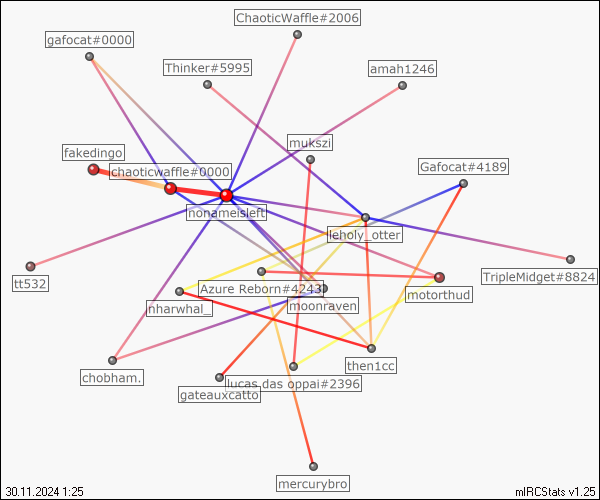 ChaoticWaffle#2006
gafocat#0000
Thinker#5995
amah1246
mukszi
fakedingo
Gafocat#4189
chaoticwaffle#0000
nonameisleft
leholy_otter
TripleMidget#8824
tt532
Azure Reborn#4243
motorthud
nharwhal_
moonraven
then1cc
chobham.
lucas das oppai#2396
gateauxcatto
mercurybro
30.11.2024 1:25
mIRCStats v1.25